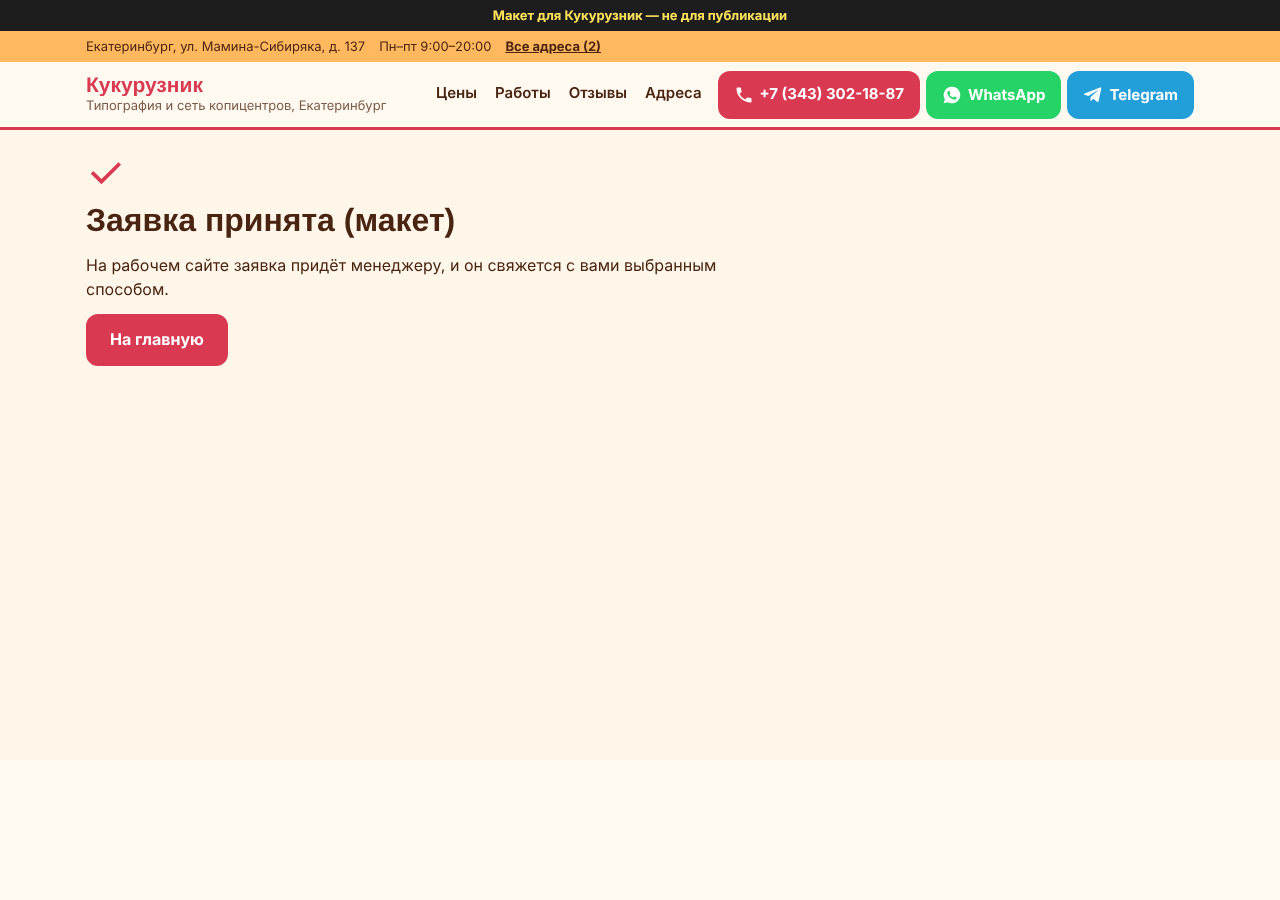 Макет для Кукурузник — не для публикации
Екатеринбург, ул. Мамина-Сибиряка, д. 137 Пн–пт 9:00–20:00 Все адреса (2)
Кукурузник
Типография и сеть копицентров, Екатеринбург
Цены Работы Отзывы Адреса +7 (343) 302-18-87 WhatsApp Telegram
Заявка принята (макет)
На рабочем сайте заявка придёт менеджеру, и он свяжется с вами выбранным
способом.
На главную